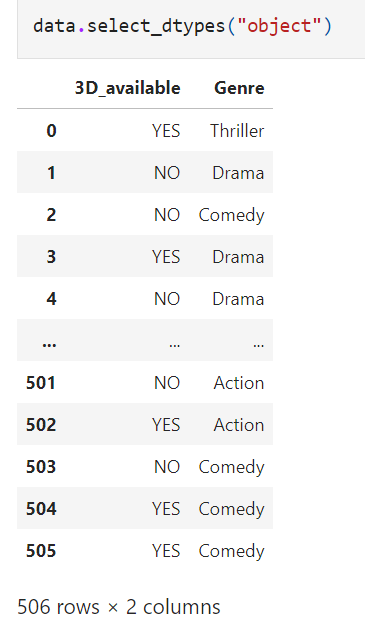 data.select_dtypes("object")
3D_available Genre
0 YES Thriller
1 NO Drama
2 NO Comedy
3 YES Drama
4 NO Drama
... ... ...
501 NO Action
502 YES Action
503 NO Comedy
504 YES Comedy
505 YES Comedy
506 rows × 2 columns